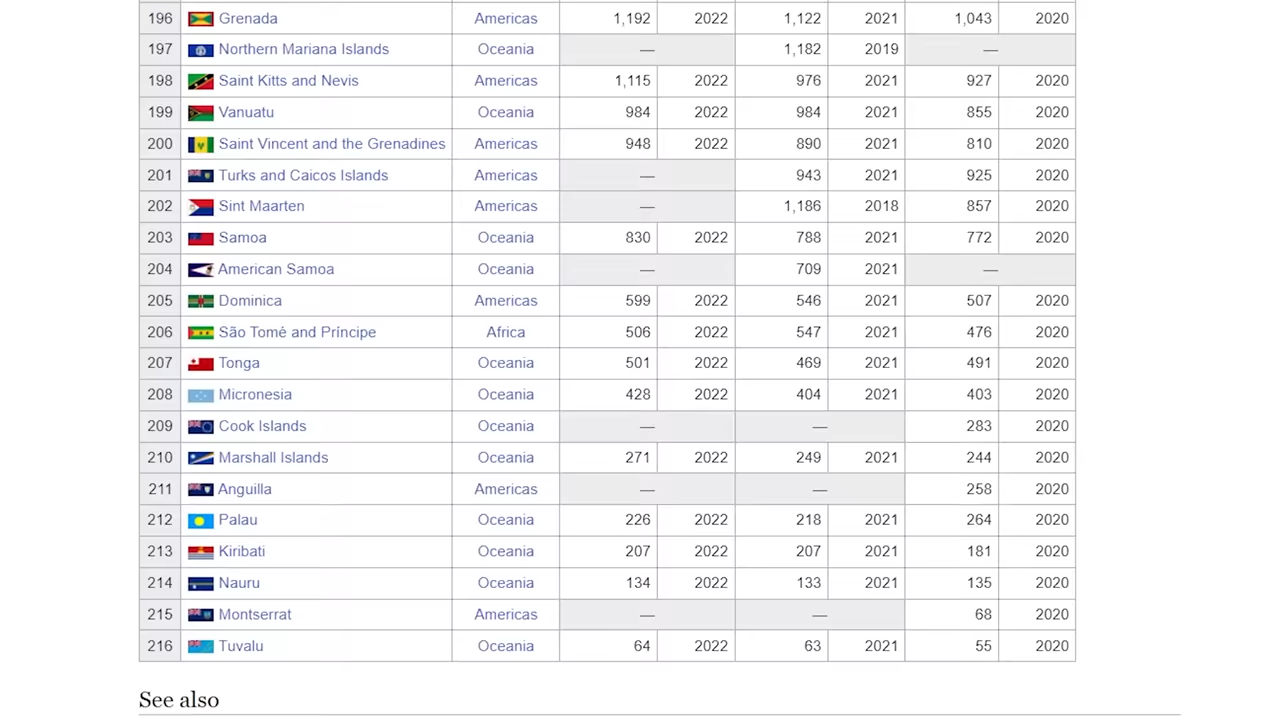 196 Grenada Americas 1,192 2022 1,122 2021 1,043 2020
197 Northern Mariana Islands Oceania — 1,182 2019 —
198 Saint Kitts and Nevis Americas 1,115 2022 976 2021 927 2020
199 Vanuatu Oceania 984 2022 984 2021 855 2020
200 Saint Vincent and the Grenadines Americas 948 2022 890 2021 810 2020
201 Turks and Caicos Islands Americas — 943 2021 925 2020
202 Sint Maarten Americas — 1,186 2018 857 2020
203 Samoa Oceania 830 2022 788 2021 772 2020
204 American Samoa Oceania — 709 2021 —
205 Dominica Americas 599 2022 546 2021 507 2020
206 São Tomé and Príncipe Africa 506 2022 547 2021 476 2020
207 Tonga Oceania 501 2022 469 2021 491 2020
208 Micronesia Oceania 428 2022 404 2021 403 2020
209 Cook Islands Oceania — — 283 2020
210 Marshall Islands Oceania 271 2022 249 2021 244 2020
211 Anguilla Americas — — 258 2020
212 Palau Oceania 226 2022 218 2021 264 2020
213 Kiribati Oceania 207 2022 207 2021 181 2020
214 Nauru Oceania 134 2022 133 2021 135 2020
215 Montserrat Americas — — 68 2020
216 Tuvalu Oceania 64 2022 63 2021 55 2020
See also